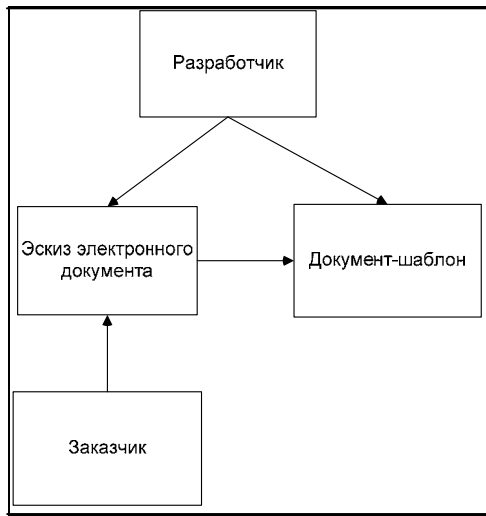 Разработчик
Эскиз электронного
документа
Документ-шаблон
Заказчик